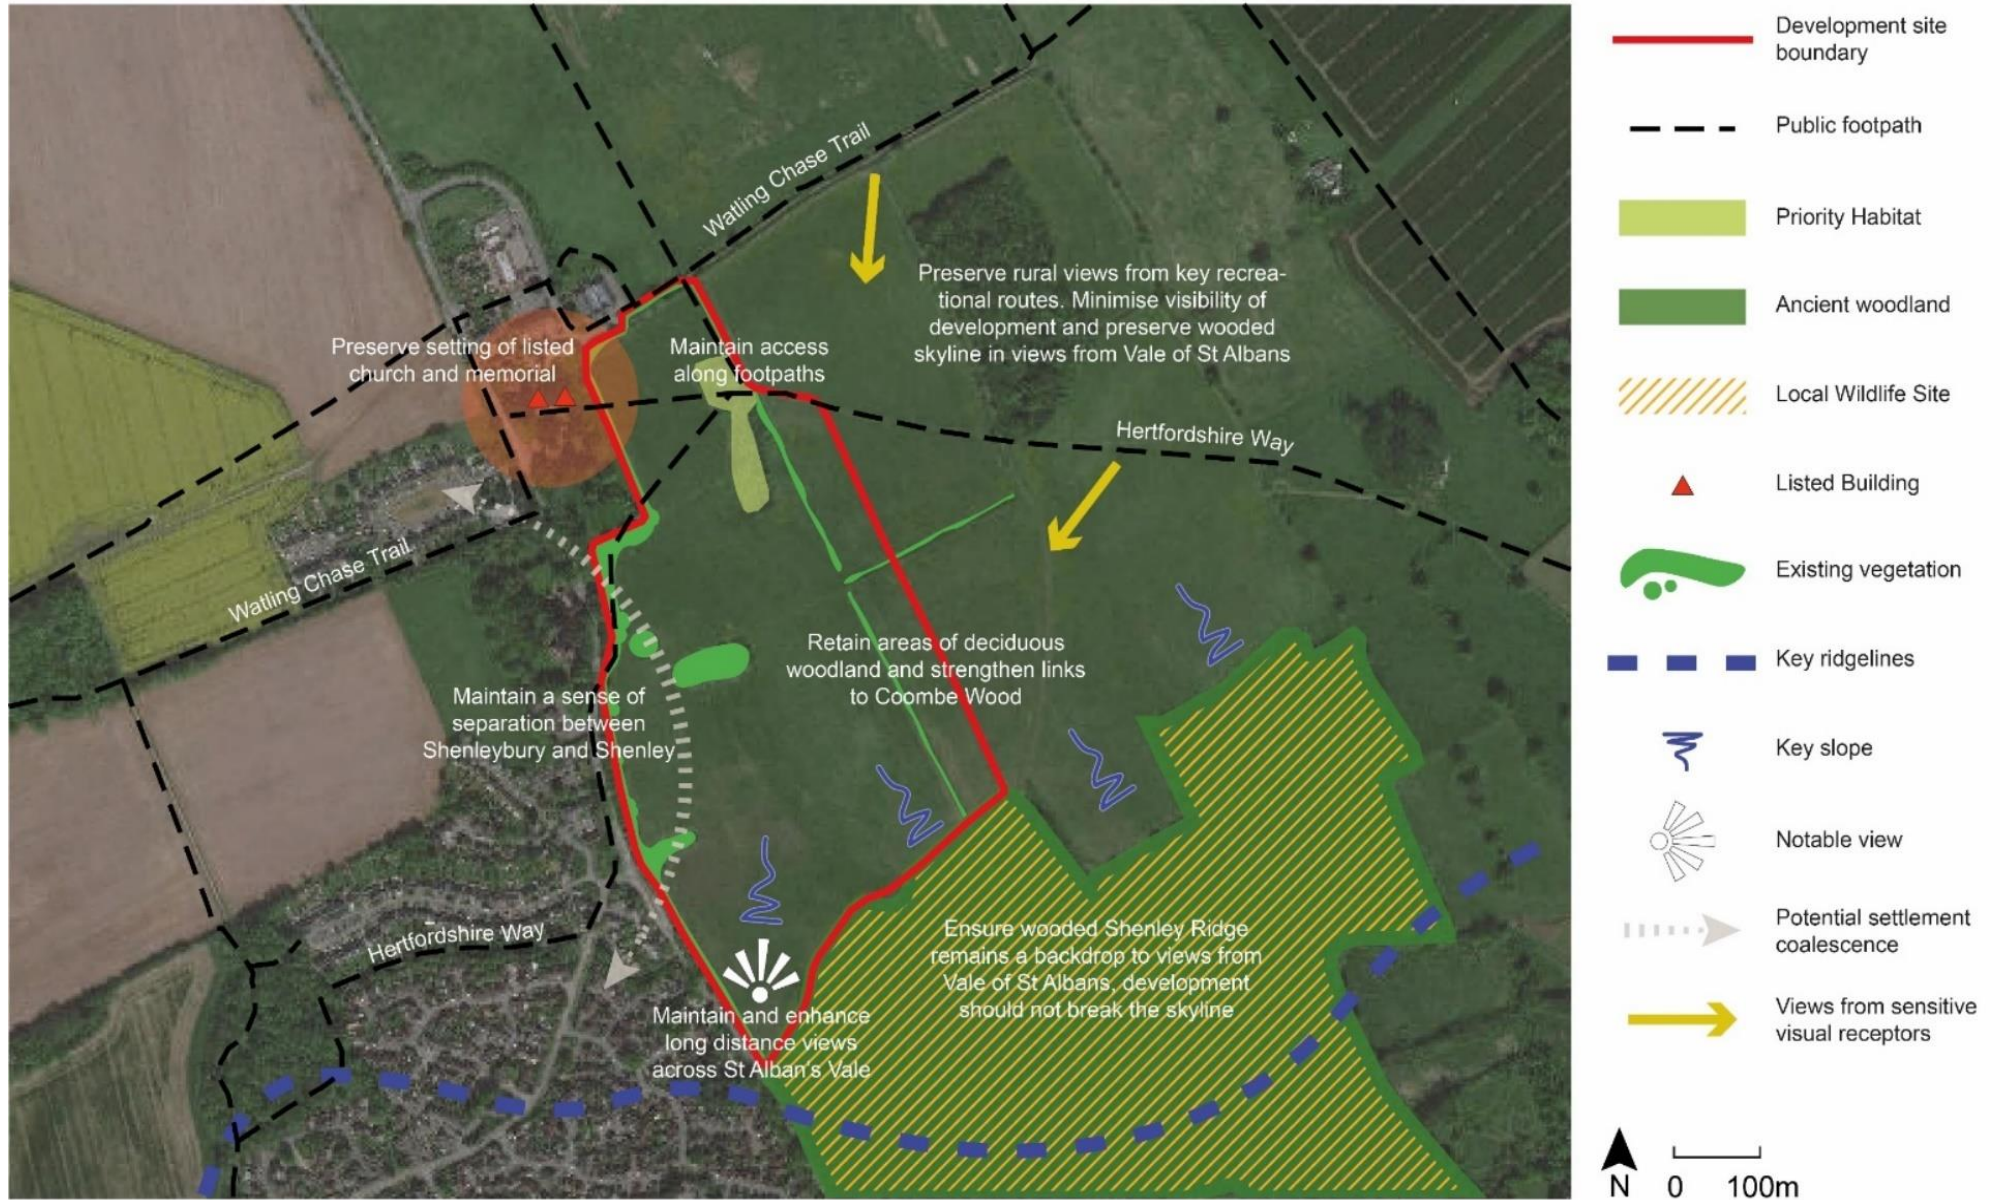 Watling Chase Trail
Preserve rural views from key recrea-
tional routes. Minimise visibility of
development and preserve wooded
skyline in views from Vale of St Albans
Preserve setting of listed
church and memorial
Maintain access
along footpaths
Hertfordshire Way
Watling Chase Trail
Retain areas of deciduous
woodland and strengthen links
to Coombe Wood
Maintain a sense of
separation between
Shenleybury and Shenley
Hertfordshire Way
Ensure wooded Shenley Ridge
remains a backdrop to views from
Vale of St Albans, development
should not break the skyline
Maintain and enhance
long distance views
across St Alban's Vale
Development site
boundary
Public footpath
Priority Habitat
Ancient woodland
Local Wildlife Site
Listed Building
Existing vegetation
Key ridgelines
Key slope
Notable view
Potential settlement
coalescence
Views from sensitive
visual receptors
N
0 100m